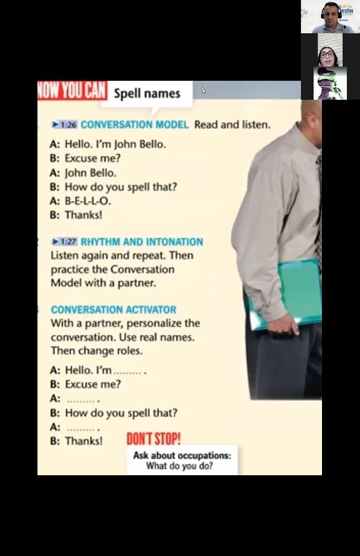 NOW YOU CAN Spell names
1:26 CONVERSATION MODEL Read and listen.
A: Hello. I'm John Bello.
B: Excuse me?
A: John Bello.
B: How do you spell that?
A: B-E-L-L-O.
B: Thanks!
1:27 RHYTHM AND INTONATION
Listen again and repeat. Then
practice the Conversation
Model with a partner.
CONVERSATION ACTIVATOR
With a partner, personalize the
conversation. Use real names.
Then change roles.
A: Hello. I'm ......... .
B: Excuse me?
A: ......... .
B: How do you spell that?
A: ......... .
B: Thanks!
DON'T STOP!
Ask about occupations:
What do you do?